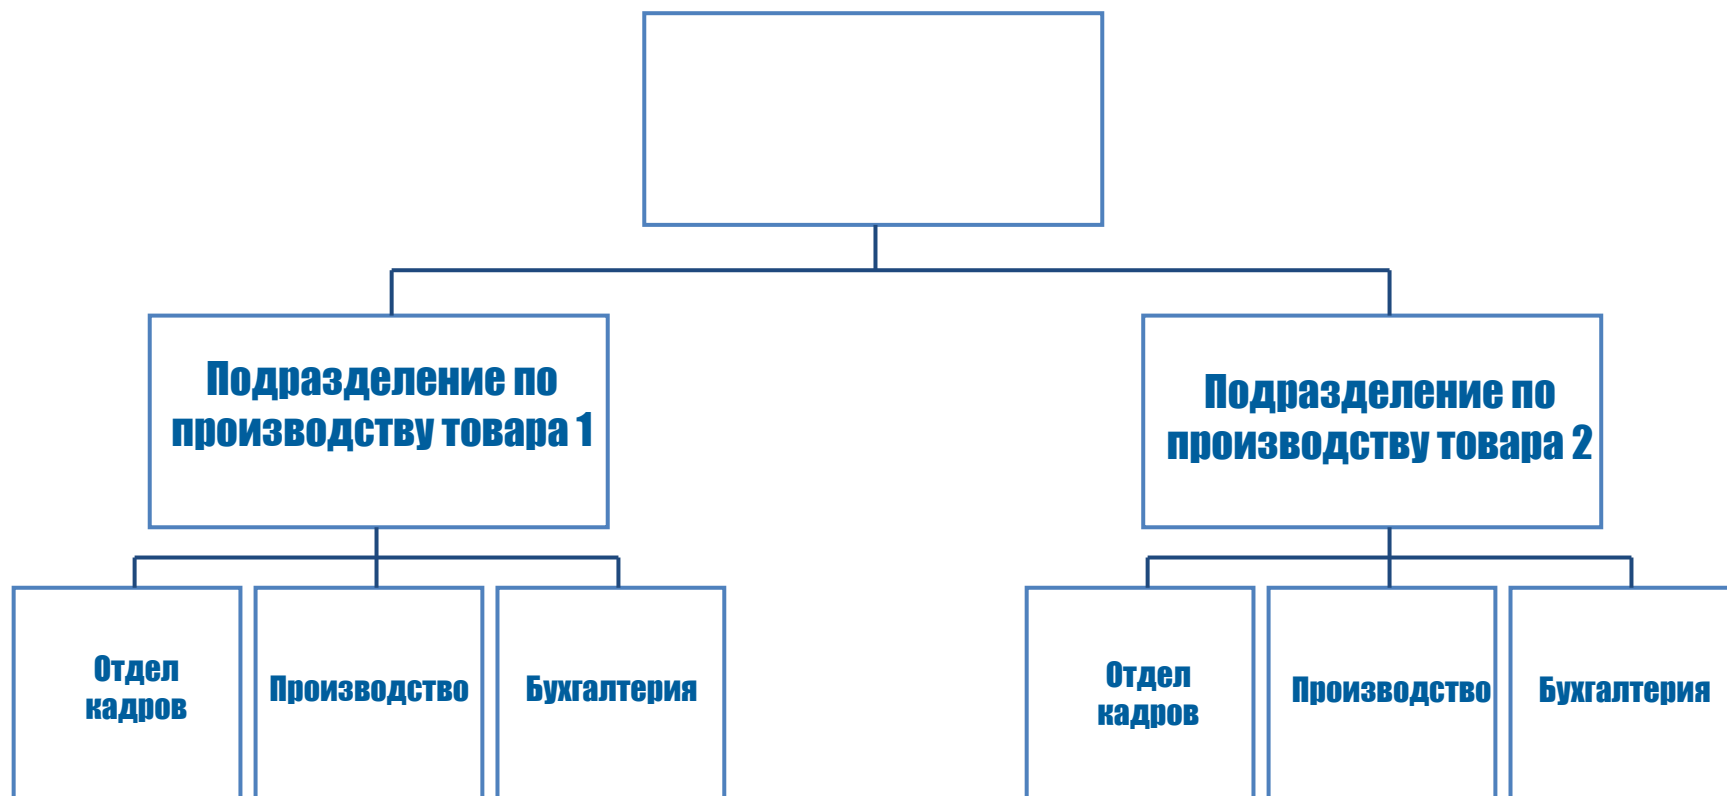 Подразделение по
производству товара 1
Подразделение по
производству товара 2
Отдел
кадров
Производство
Бухгалтерия
Отдел
кадров
Производство
Бухгалтерия